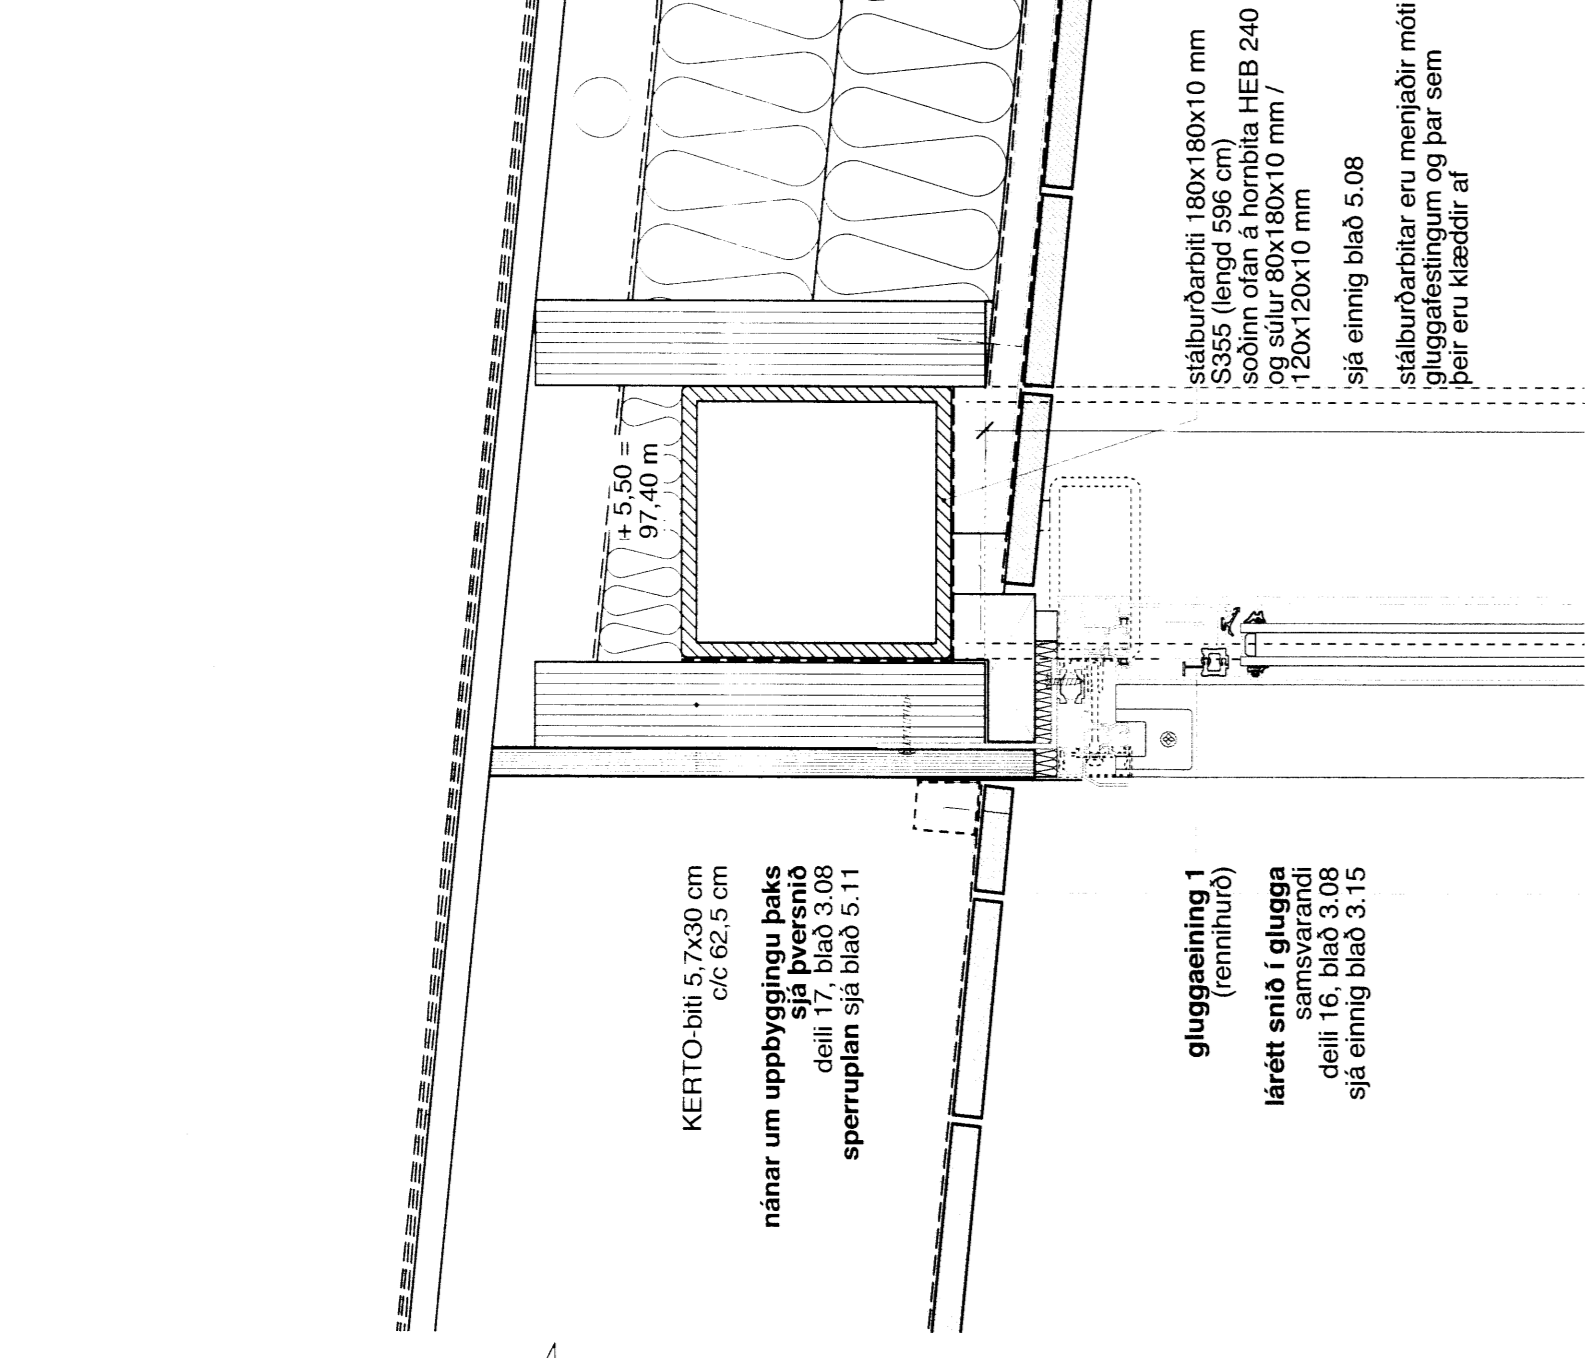 + 5,50 =
97,40 m
stálburðarbiti 180x180x10 mm
S355 (lengd 596 cm)
soðinn ofan á hornbita HEB 240
og súlur 80x180x10 mm /
120x120x10 mm
sjá einnig blað 5.08
stálburðarbitar eru menjaðir móti
gluggafestingum og þar sem
þeir eru klæddir af
KERTO-biti 5,7x30 cm
c/c 62,5 cm
nánar um uppbyggingu þaks
sjá þversnið
deili 17, blað 3.08
sperruplan sjá blað 5.11
gluggaeining 1
(rennihurð)
lárétt snið í glugga
samsvarandi
deili 16, blað 3.08
sjá einnig blað 3.15